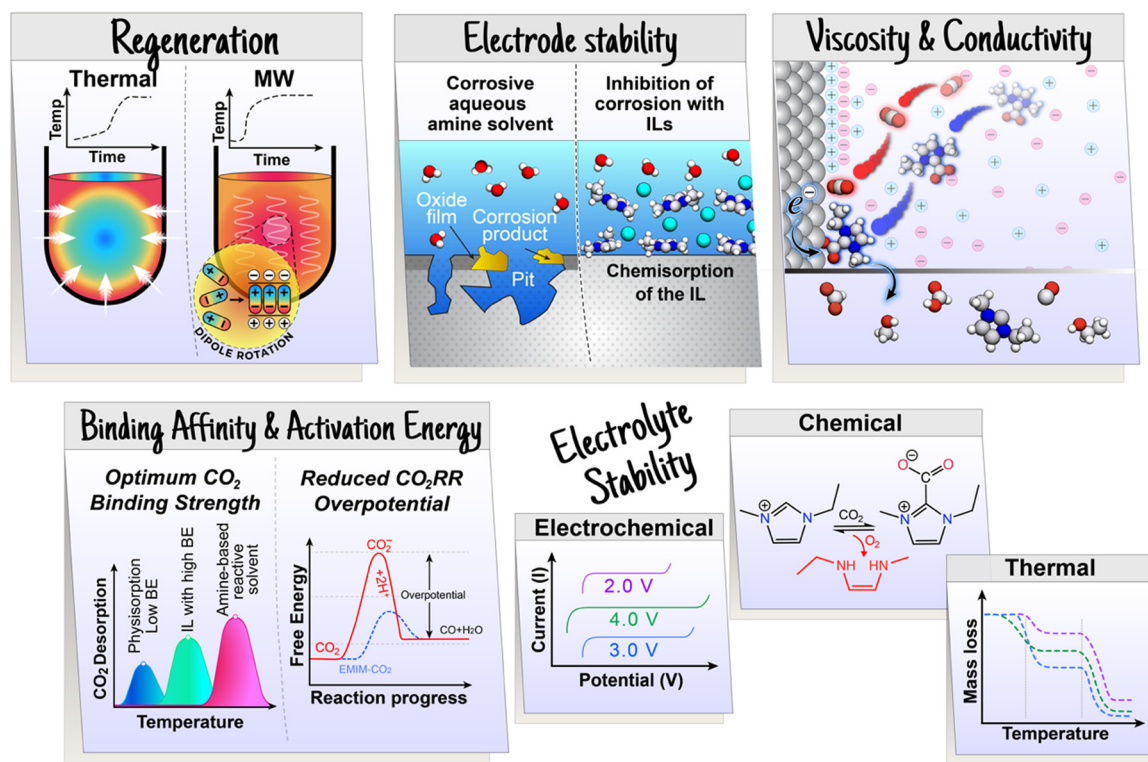 Regeneration
Thermal
MW
Temp
Time
Temp
Time
DIPOLE ROTATION
Electrode stability
Corrosive
aqueous
amine solvent
Inhibition of
corrosion with
ILs
Oxide
film
Corrosion
product
Pit
Chemisorption
of the IL
Viscosity & Conductivity
e⁻
Binding Affinity & Activation Energy
Optimum CO₂
Binding Strength
CO₂ Desorption
Physisorption
Low BE
IL with high BE
Amine-based
reactive
solvent
Temperature
Reduced CO₂RR
Overpotential
Free Energy
CO₂⁻
+2H⁺
Overpotential
CO+H₂O
CO₂
EMIM-CO₂
Reaction progress
Electrolyte
Stability
Electrochemical
Current (I)
2.0 V
4.0 V
3.0 V
Potential (V)
Chemical
O O
N N
CO₂
N N
O₂
NH HN
Thermal
Mass loss
Temperature